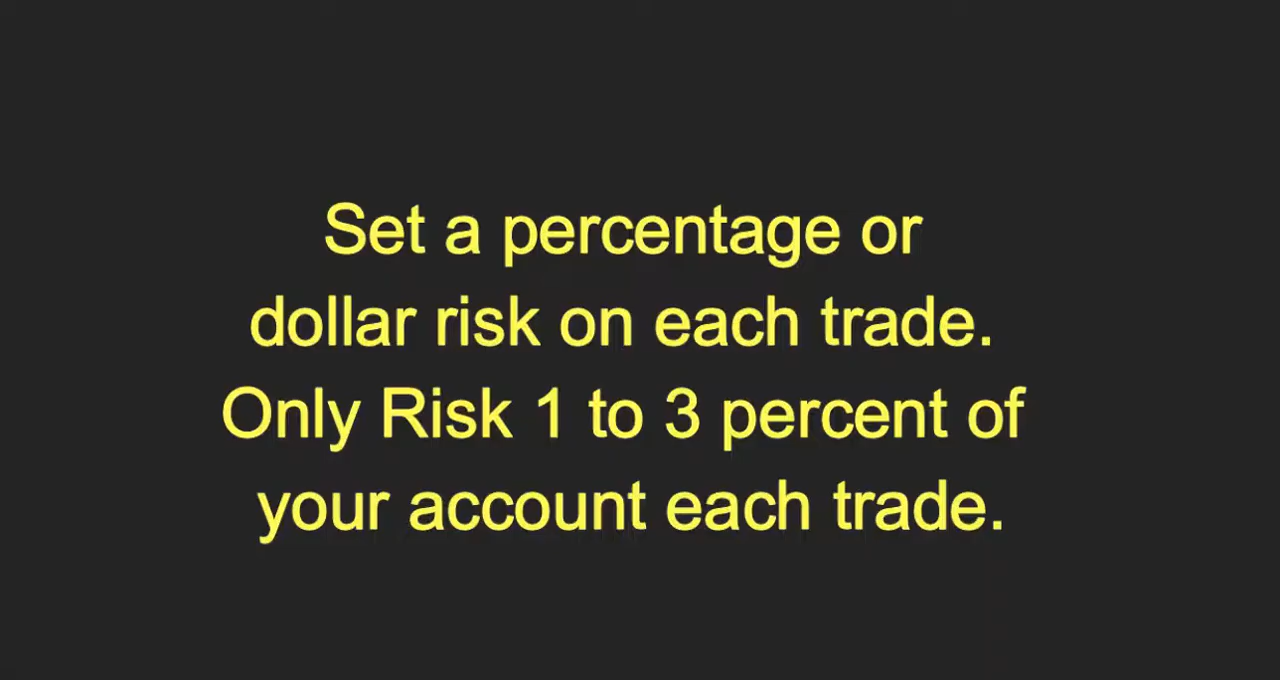 Set a percentage or
dollar risk on each trade.
Only Risk 1 to 3 percent of
your account each trade.